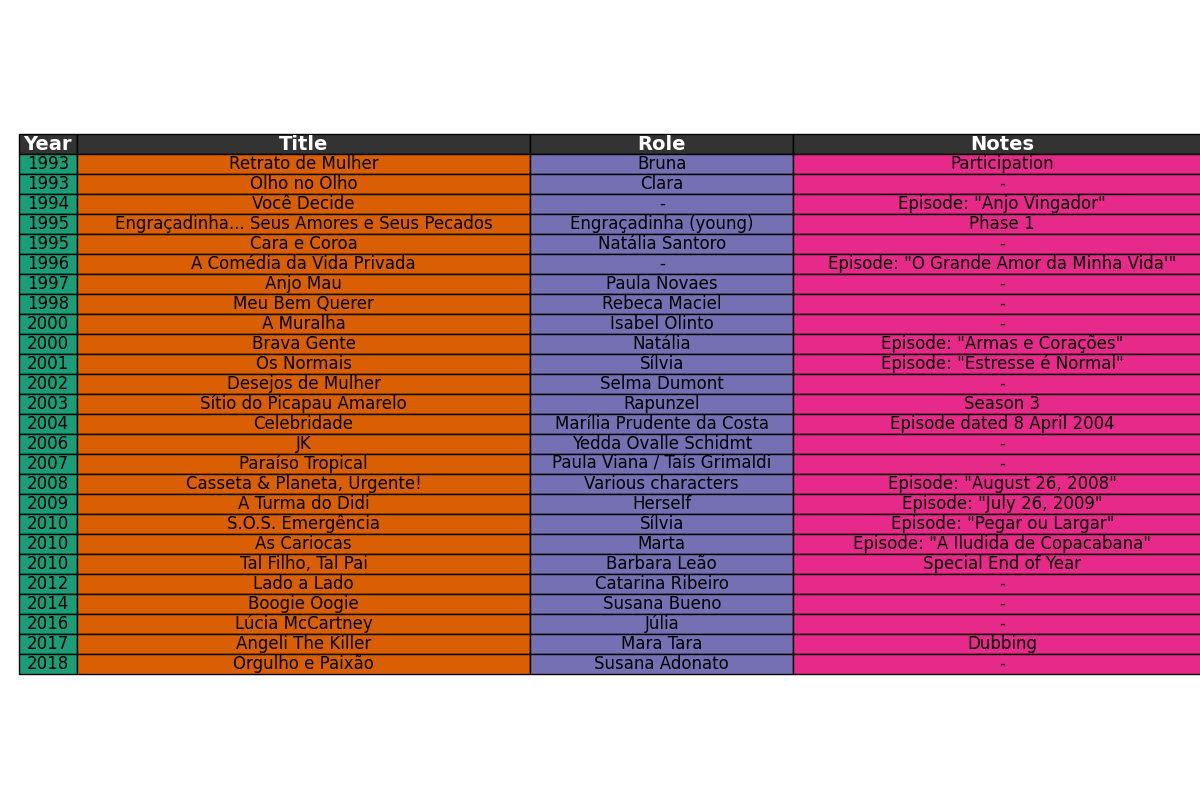 Year Title Role Notes
1993 Retrato de Mulher Bruna Participation
1993 Olho no Olho Clara -
1994 Você Decide - Episode: "Anjo Vingador"
1995 Engraçadinha... Seus Amores e Seus Pecados Engraçadinha (young) Phase 1
1995 Cara e Coroa Natália Santoro -
1996 A Comédia da Vida Privada - Episode: "O Grande Amor da Minha Vida'"
1997 Anjo Mau Paula Novaes -
1998 Meu Bem Querer Rebeca Maciel -
2000 A Muralha Isabel Olinto -
2000 Brava Gente Natália Episode: "Armas e Corações"
2001 Os Normais Sílvia Episode: "Estresse é Normal"
2002 Desejos de Mulher Selma Dumont -
2003 Sítio do Picapau Amarelo Rapunzel Season 3
2004 Celebridade Marília Prudente da Costa Episode dated 8 April 2004
2006 JK Yedda Ovalle Schidmt -
2007 Paraíso Tropical Paula Viana / Taís Grimaldi -
2008 Casseta & Planeta, Urgente! Various characters Episode: "August 26, 2008"
2009 A Turma do Didi Herself Episode: "July 26, 2009"
2010 S.O.S. Emergência Sílvia Episode: "Pegar ou Largar"
2010 As Cariocas Marta Episode: "A Iludida de Copacabana"
2010 Tal Filho, Tal Pai Barbara Leão Special End of Year
2012 Lado a Lado Catarina Ribeiro -
2014 Boogie Oogie Susana Bueno -
2016 Lúcia McCartney Júlia -
2017 Angeli The Killer Mara Tara Dubbing
2018 Orgulho e Paixão Susana Adonato -